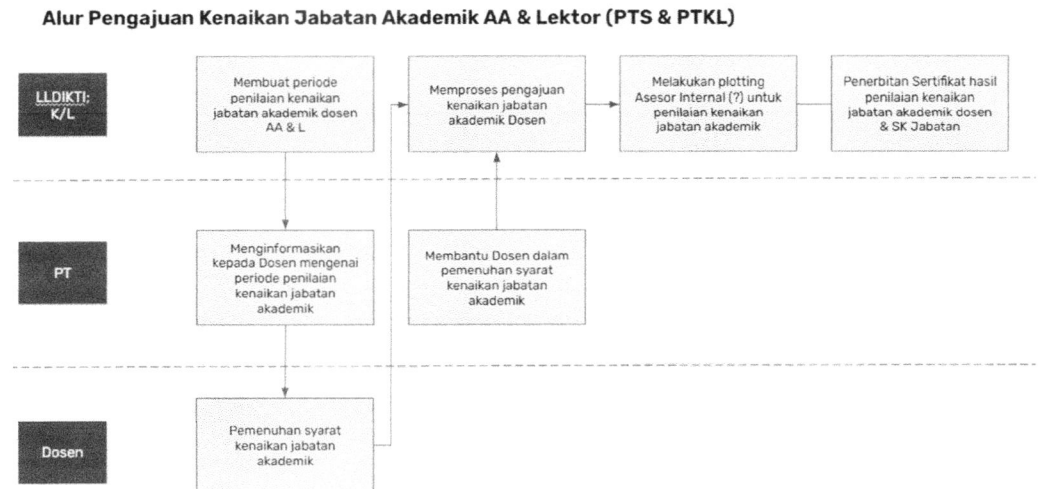 Alur Pengajuan Kenaikan Jabatan Akademik AA & Lektor (PTS & PTKL)
LLDIKTI;
K/L
Membuat periode
penilaian kenaikan
jabatan akademik dosen
AA & L
Memproses pengajuan
kenaikan jabatan
akademik Dosen
Melakukan plotting
Asesor Internal (?) untuk
penilaian kenaikan
jabatan akademik
Penerbitan Sertifikat hasil
penilaian kenaikan
jabatan akademik dosen
& SK Jabatan
PT
Menginformasikan
kepada Dosen mengenai
periode penilaian
kenaikan jabatan
akademik
Membantu Dosen dalam
pemenuhan syarat
kenaikan jabatan
akademik
Dosen
Pemenuhan syarat
kenaikan jabatan
akademik